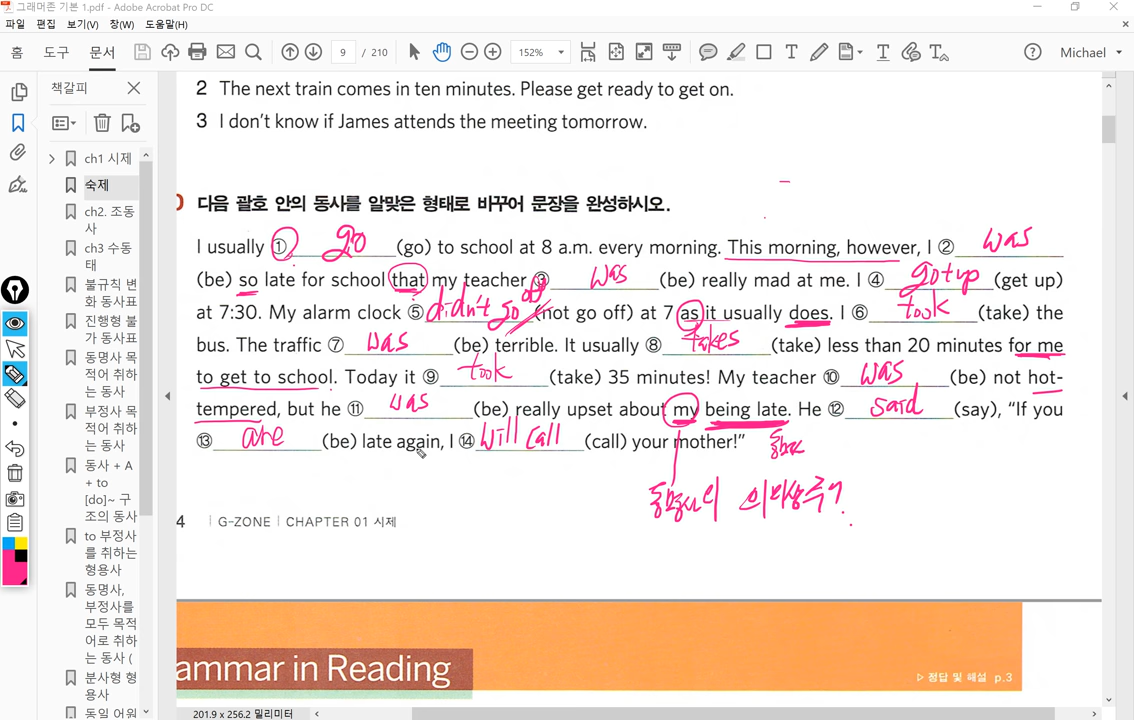 그래머존 기본 1.pdf - Adobe Acrobat Pro DC
파일 편집 보기(V) 창(W) 도움말(H)
홈 도구 문서 9 / 210 152% Michael
책갈피
ch1 시제
숙제
ch2. 조동
사
ch3 수동
태
불규칙 변
화 동사표
진행형 불
가 동사표
동명사 목
적어 취하
는 동사
부정사 목
적어 취하
는 동사
동사 + A
+ to
[do]~ 구
조의 동사
to 부정사
를 취하는
형용사
동명사,
부정사를
모두 목적
어로 취하
는 동사 (
분사형 형
용사
동일 어원
2 The next train comes in ten minutes. Please get ready to get on.
3 I don't know if James attends the meeting tomorrow.
다음 괄호 안의 동사를 알맞은 형태로 바꾸어 문장을 완성하시오.
I usually ① go (go) to school at 8 a.m. every morning. This morning, however, I ② was
(be) so late for school that my teacher ③ was (be) really mad at me. I ④ got up (get up)
at 7:30. My alarm clock ⑤ didn't go off (not go off) at 7 as it usually does. I ⑥ took (take) the
bus. The traffic ⑦ was (be) terrible. It usually ⑧ takes (take) less than 20 minutes for me
to get to school. Today it ⑨ took (take) 35 minutes! My teacher ⑩ was (be) not hot-
tempered, but he ⑪ was (be) really upset about my being late. He ⑫ said (say), "If you
⑬ are (be) late again, I ⑭ will call (call) your mother!"
동명사의 의미상 주어
4 G-ZONE CHAPTER 01 시제
ammar in Reading
▷ 정답 및 해설 p.3
201.9 x 256.2 밀리미터